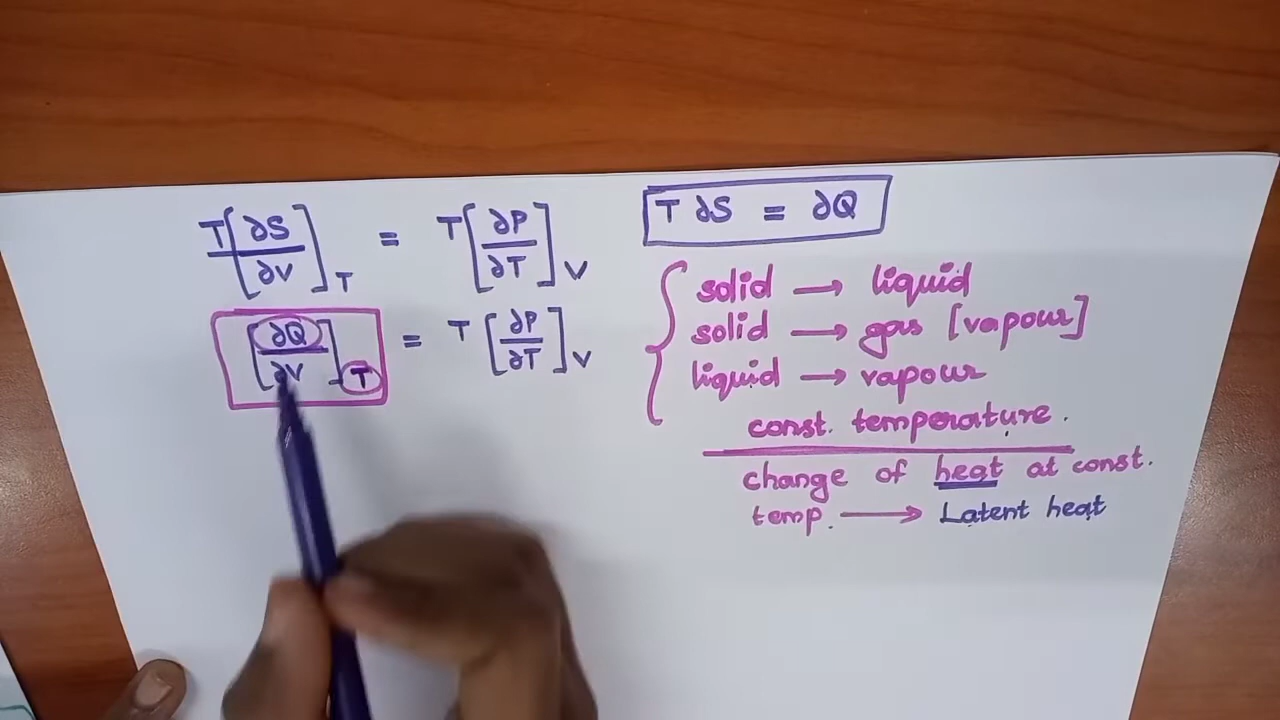 T[∂S/∂V]T = T[∂P/∂T]V
[∂Q/∂V]T = T[∂P/∂T]V
T ∂S = ∂Q
solid → liquid
solid → gas [vapour]
liquid → vapour
const. temperature.
change of heat at const.
temp. → Latent heat